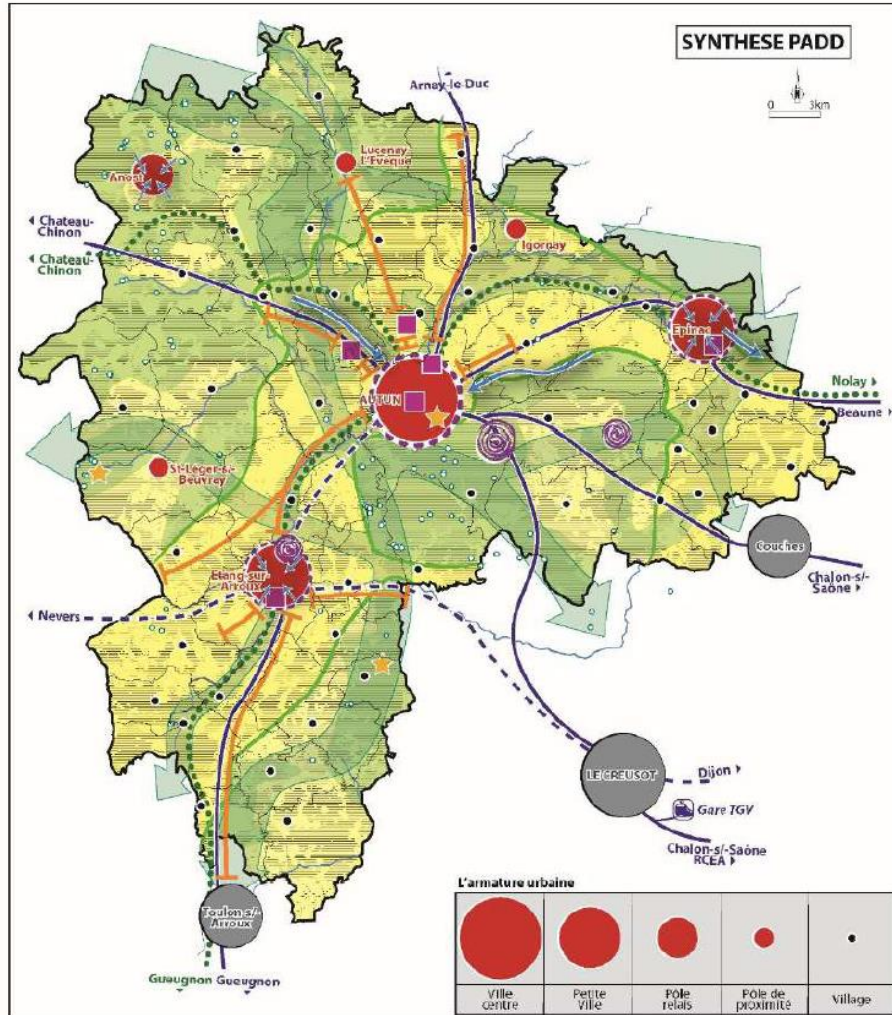 SYNTHESE PADD
0 3km
Arnay-le-Duc
Lucenay-
L'Evêque
Anost
Chateau-
Chinon
Chateau-
Chinon
Igornay
Epinac
Nolay
Beaune
AUTUN
St-Leger-s/-
Beuvray
Couches
Chalon-s/-
Saône
Etang-sur-
Arroux
Nevers
LE CREUSOT
Dijon
Gare TGV
Chalon-s/-Saône
RCEA
Toulon-s/-
Arroux
Gueugnon Gueugnon
L'armature urbaine
Ville centre
Petite Ville
Pôle relais
Pôle de proximité
Village